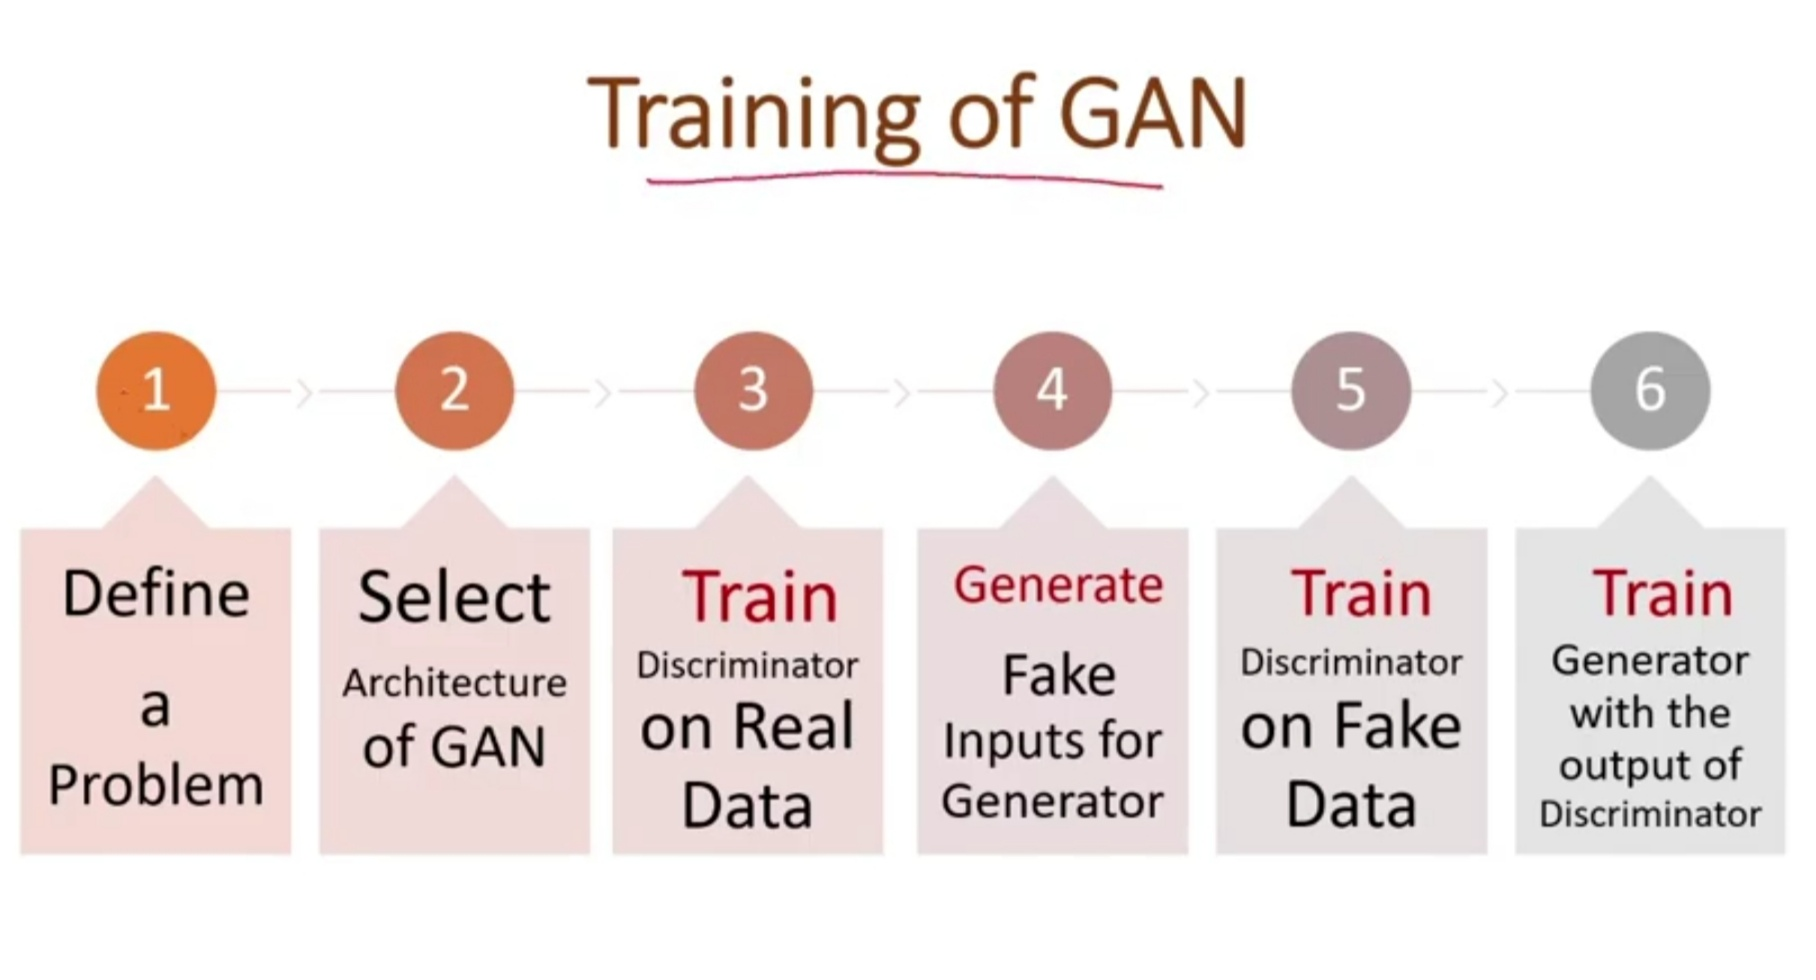 Training of GAN
1
2
3
4
5
6
Define
a
Problem
Select
Architecture
of GAN
Train
Discriminator
on Real
Data
Generate
Fake
Inputs for
Generator
Train
Discriminator
on Fake
Data
Train
Generator
with the
output of
Discriminator